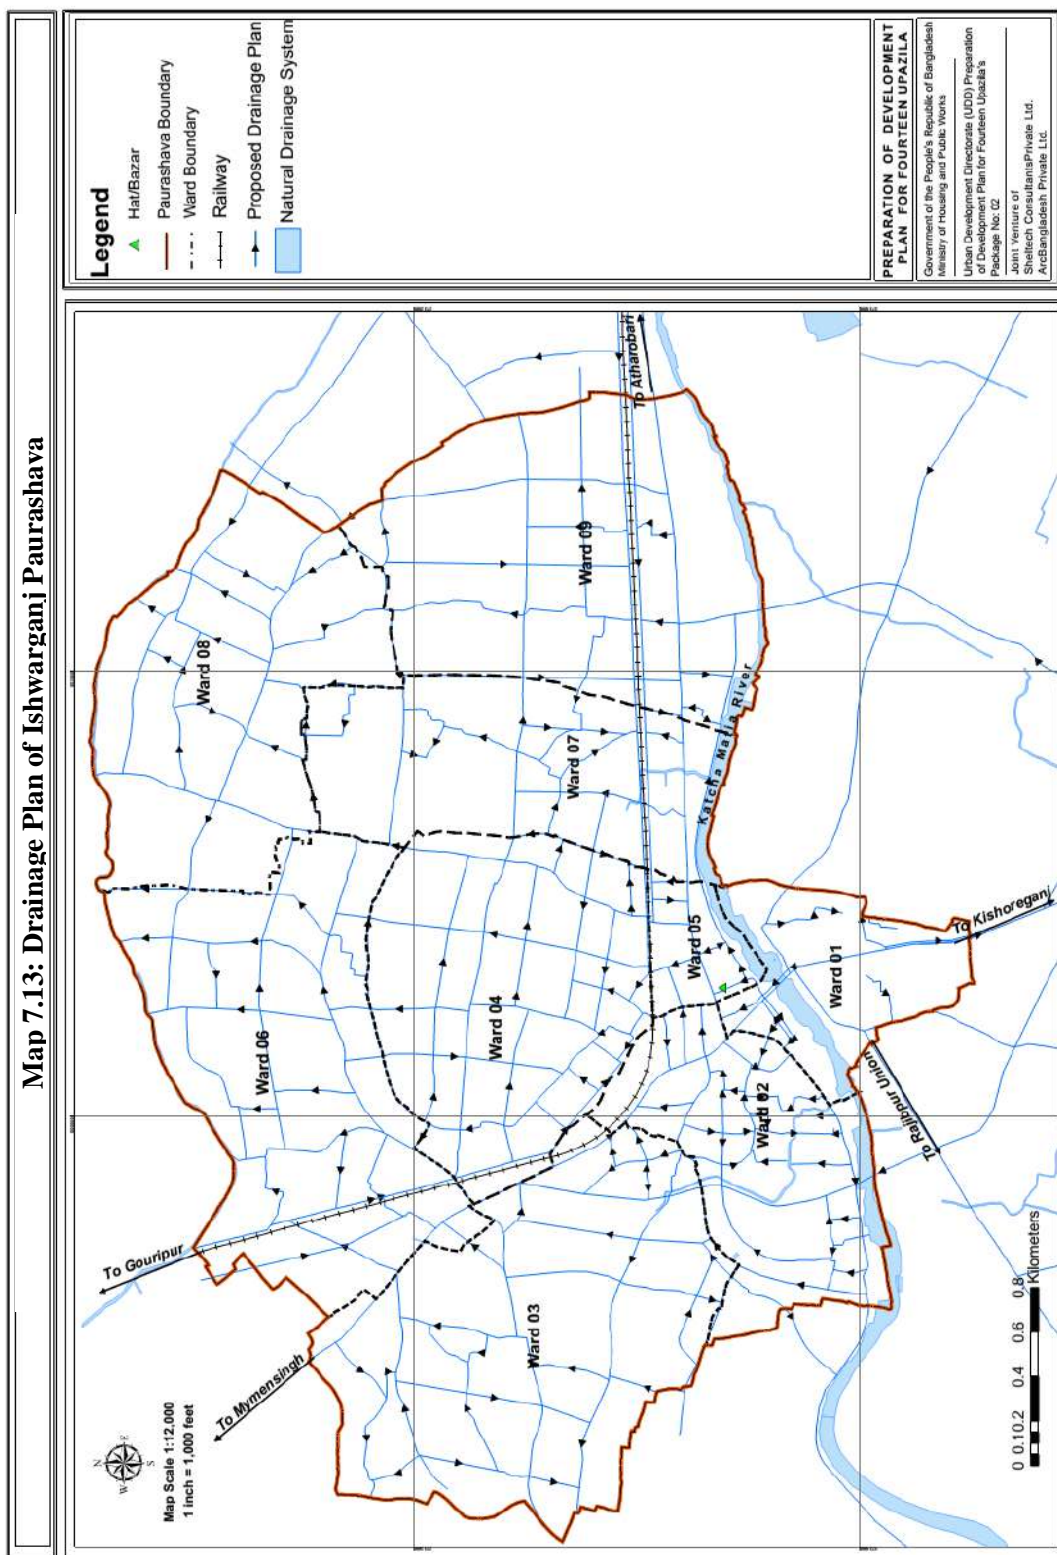 Map 7.13: Drainage Plan of Ishwarganj Paurashava
N
W
E
S
Map Scale 1:12,000
1 inch = 1,000 feet
To Gouripur
To Mymensingh
Ward 08
Ward 06
Ward 04
Ward 07
Ward 09
Ward 03
Ward 05
Ward 02
Ward 01
Katcha Matia River
To Atharobari
To Kishoreganj
To Rajibpur Union
0 0.10.2 0.4 0.6 0.8
Kilometers
Legend
Hat/Bazar
Paurashava Boundary
Ward Boundary
Railway
Proposed Drainage Plan
Natural Drainage System
PREPARATION OF DEVELOPMENT
PLAN FOR FOURTEEN UPAZILA
Government of the People's Republic of Bangladesh
Ministry of Housing and Public Works
Urban Development Directorate (UDD) Preparation
of Development Plan for Fourteen Upazila's
Package No: 02
Joint Venture of
Sheltech ConsultantsPrivate Ltd.
ArcBangladesh Private Ltd.